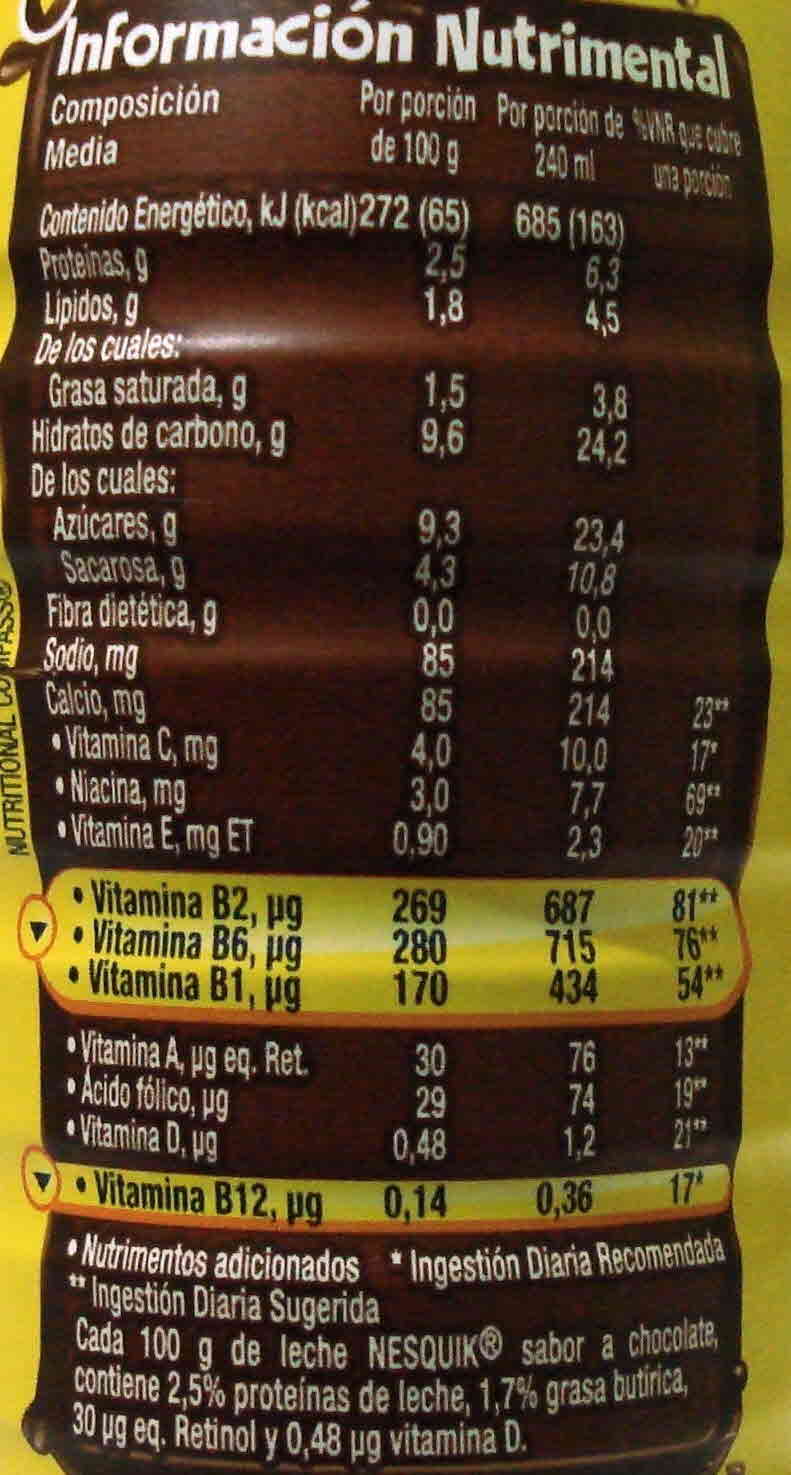 Información Nutrimental
Composición Por porción Por porción de %VNR que cubre
Media de 100 g 240 ml una porción
Contenido Energético, kJ (kcal) 272 (65) 685 (163)
Proteínas, g 2,5 6,3
Lípidos, g 1,8 4,5
De los cuales:
Grasa saturada, g 1,5 3,8
Hidratos de carbono, g 9,6 24,2
De los cuales:
Azúcares, g 9,3 23,4
Sacarosa, g 4,3 10,8
Fibra dietética, g 0,0 0,0
Sodio, mg 85 214
Calcio, mg 85 214 23**
• Vitamina C, mg 4,0 10,0 17*
• Niacina, mg 3,0 7,7 69**
• Vitamina E, mg ET 0,90 2,3 20**
• Vitamina B2, µg 269 687 81**
• Vitamina B6, µg 280 715 76**
• Vitamina B1, µg 170 434 54**
• Vitamina A, µg eq. Ret. 30 76 13**
• Ácido fólico, µg 29 74 19**
• Vitamina D, µg 0,48 1,2 21**
• Vitamina B12, µg 0,14 0,36 17*
• Nutrimentos adicionados * Ingestión Diaria Recomendada
** Ingestión Diaria Sugerida
Cada 100 g de leche NESQUIK® sabor a chocolate,
contiene 2,5% proteínas de leche, 1,7% grasa butírica,
30 µg eq. Retinol y 0,48 µg vitamina D.
NUTRITIONAL COMPASS®